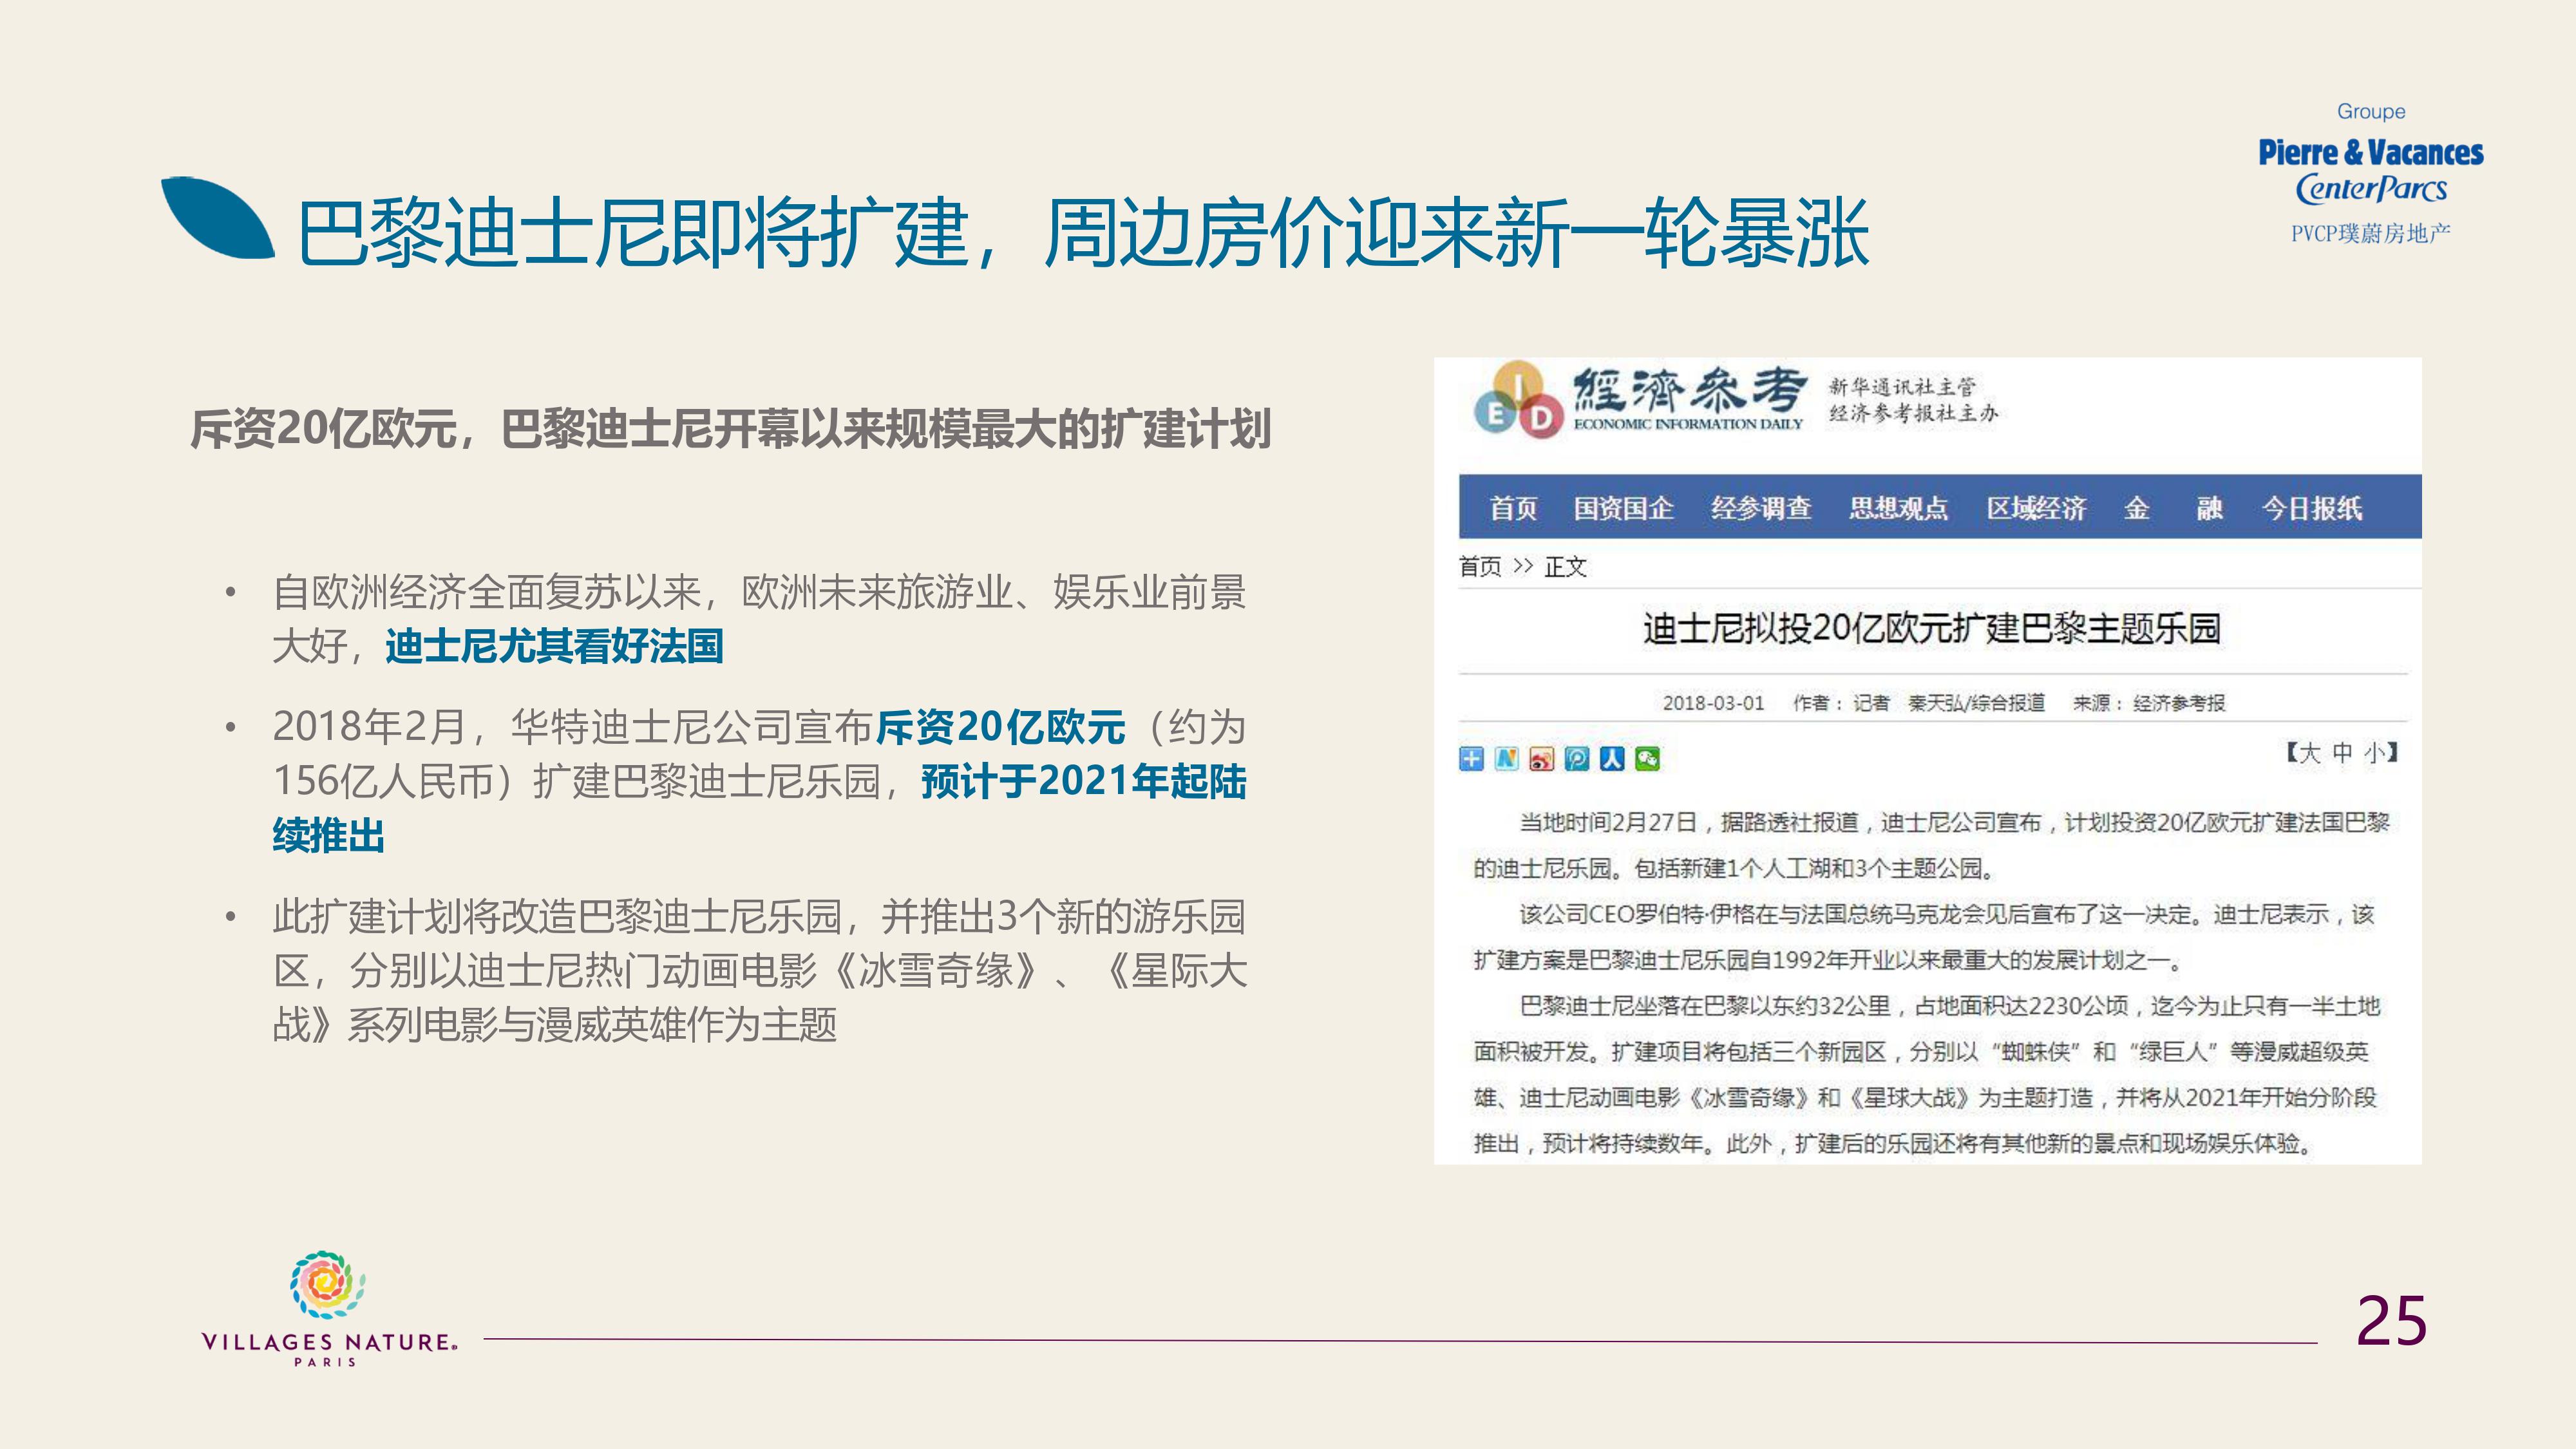 Groupe
Pierre & Vacances
CenterParcs
PVCP璞蔚房地产
巴黎迪士尼即将扩建，周边房价迎来新一轮暴涨
斥资20亿欧元，巴黎迪士尼开幕以来规模最大的扩建计划
• 自欧洲经济全面复苏以来，欧洲未来旅游业、娱乐业前景
大好，迪士尼尤其看好法国
• 2018年2月，华特迪士尼公司宣布斥资20亿欧元（约为
156亿人民币）扩建巴黎迪士尼乐园，预计于2021年起陆
续推出
• 此扩建计划将改造巴黎迪士尼乐园，并推出3个新的游乐园
区，分别以迪士尼热门动画电影《冰雪奇缘》、《星际大
战》系列电影与漫威英雄作为主题
EID
經濟參考
ECONOMIC INFORMATION DAILY
新华通讯社主管
经济参考报社主办
首页 国资国企 经参调查 思想观点 区域经济 金 融 今日报纸
首页 >> 正文
迪士尼拟投20亿欧元扩建巴黎主题乐园
2018-03-01 作者：记者 秦天弘/综合报道 来源：经济参考报
【大 中 小】
当地时间2月27日，据路透社报道，迪士尼公司宣布，计划投资20亿欧元扩建法国巴黎
的迪士尼乐园。包括新建1个人工湖和3个主题公园。
该公司CEO罗伯特·伊格在与法国总统马克龙会见后宣布了这一决定。迪士尼表示，该
扩建方案是巴黎迪士尼乐园自1992年开业以来最重大的发展计划之一。
巴黎迪士尼坐落在巴黎以东约32公里，占地面积达2230公顷，迄今为止只有一半土地
面积被开发。扩建项目将包括三个新园区，分别以“蜘蛛侠”和“绿巨人”等漫威超级英
雄、迪士尼动画电影《冰雪奇缘》和《星球大战》为主题打造，并将从2021年开始分阶段
推出，预计将持续数年。此外，扩建后的乐园还将有其他新的景点和现场娱乐体验。
VILLAGES NATURE®
PARIS
25